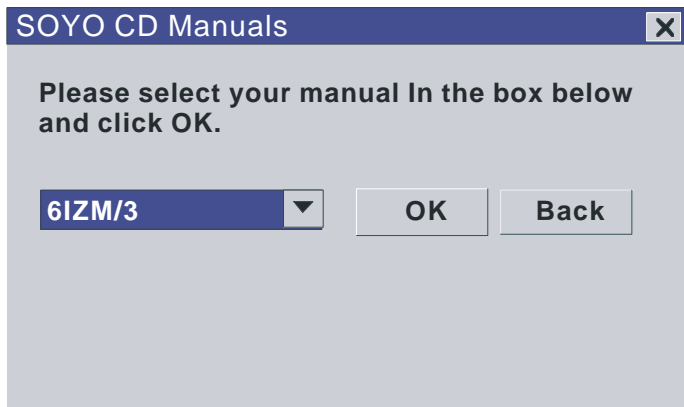 SOYO CD Manuals
Please select your manual In the box below
and click OK.
6IZM/3
OK
Back